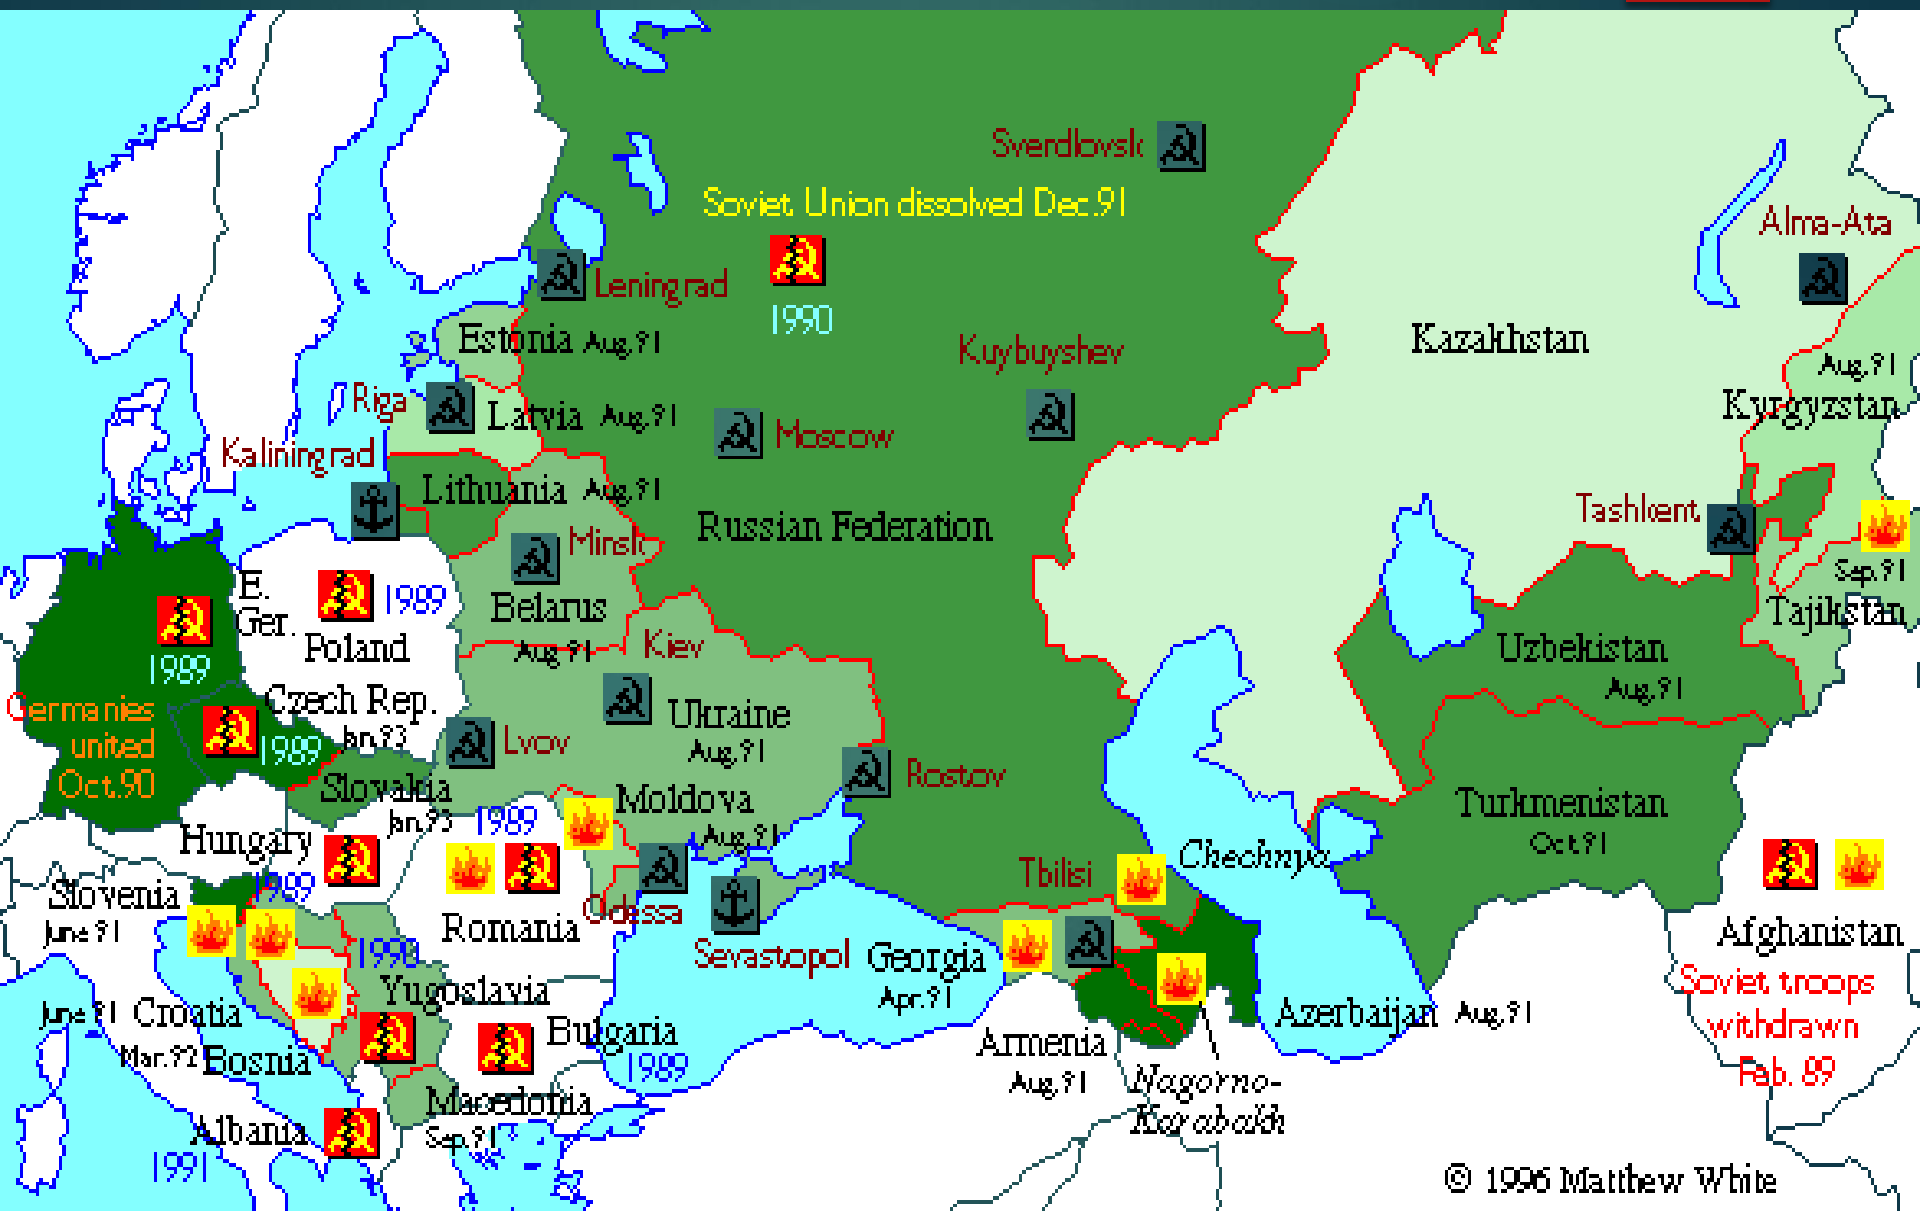 Sverdlovsk
Soviet Union dissolved Dec.91
1990
Alma-Ata
Leningrad
Estonia Aug.91
Kuybuyshev
Kazakhstan
Aug.91
Kyrgyzstan
Riga
Latvia Aug.91
Moscow
Kaliningrad
Lithuania Aug.91
Russian Federation
Tashkent
Minsk
Sep.91
Tajikstan
E.
Ger.
1989
Poland
Belarus
Aug.91
Kiev
Uzbekistan
Aug.91
1989
Germanies
united
Oct.90
Czech Rep.
Jan.93
1989
Lvov
Ukraine
Aug.91
Rostov
Slovakia
Jan.93
1989
Moldova
Aug.91
Turkmenistan
Oct.91
Hungary
1989
Slovenia
June 91
Romania
Odessa
Sevastopol
Tbilisi
Chechnya
Georgia
Apr.91
Afghanistan
Soviet troops
withdrawn
Feb. 89
1990
Yugoslavia
June 91 Croatia
Mar.92 Bosnia
Bulgaria
1989
Armenia
Aug.91
Azerbaijan Aug.91
Nagorno-
Karabakh
Macedonia
Sep.91
Albania
1991
© 1996 Matthew White